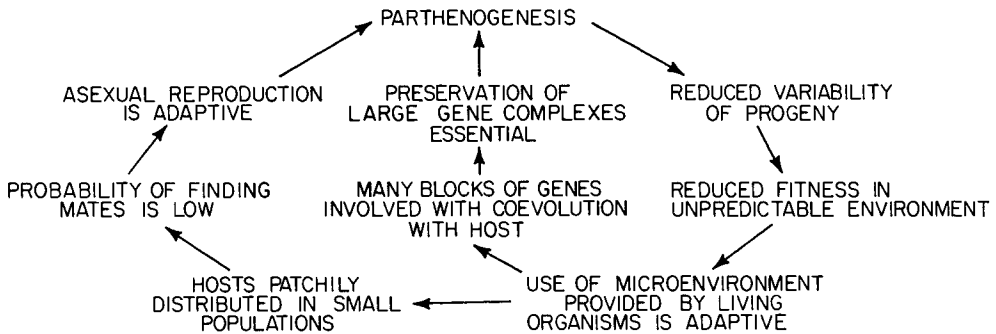 PARTHENOGENESIS
ASEXUAL REPRODUCTION
IS ADAPTIVE
PRESERVATION OF
LARGE GENE COMPLEXES
ESSENTIAL
REDUCED VARIABILITY
OF PROGENY
PROBABILITY OF FINDING
MATES IS LOW
MANY BLOCKS OF GENES
INVOLVED WITH COEVOLUTION
WITH HOST
REDUCED FITNESS IN
UNPREDICTABLE ENVIRONMENT
HOSTS PATCHILY
DISTRIBUTED IN SMALL
POPULATIONS
USE OF MICROENVIRONMENT
PROVIDED BY LIVING
ORGANISMS IS ADAPTIVE